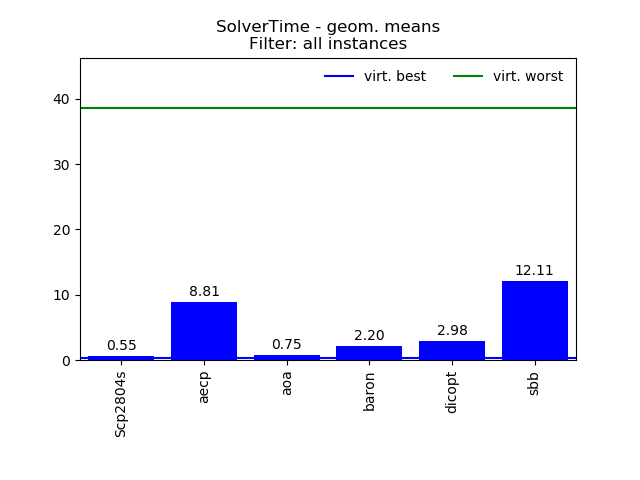 SolverTime - geom. means
Filter: all instances
virt. best
virt. worst
40
30
20
10
0
0.55
8.81
0.75
2.20
2.98
12.11
Scp2804s
aecp
aoa
baron
dicopt
sbb